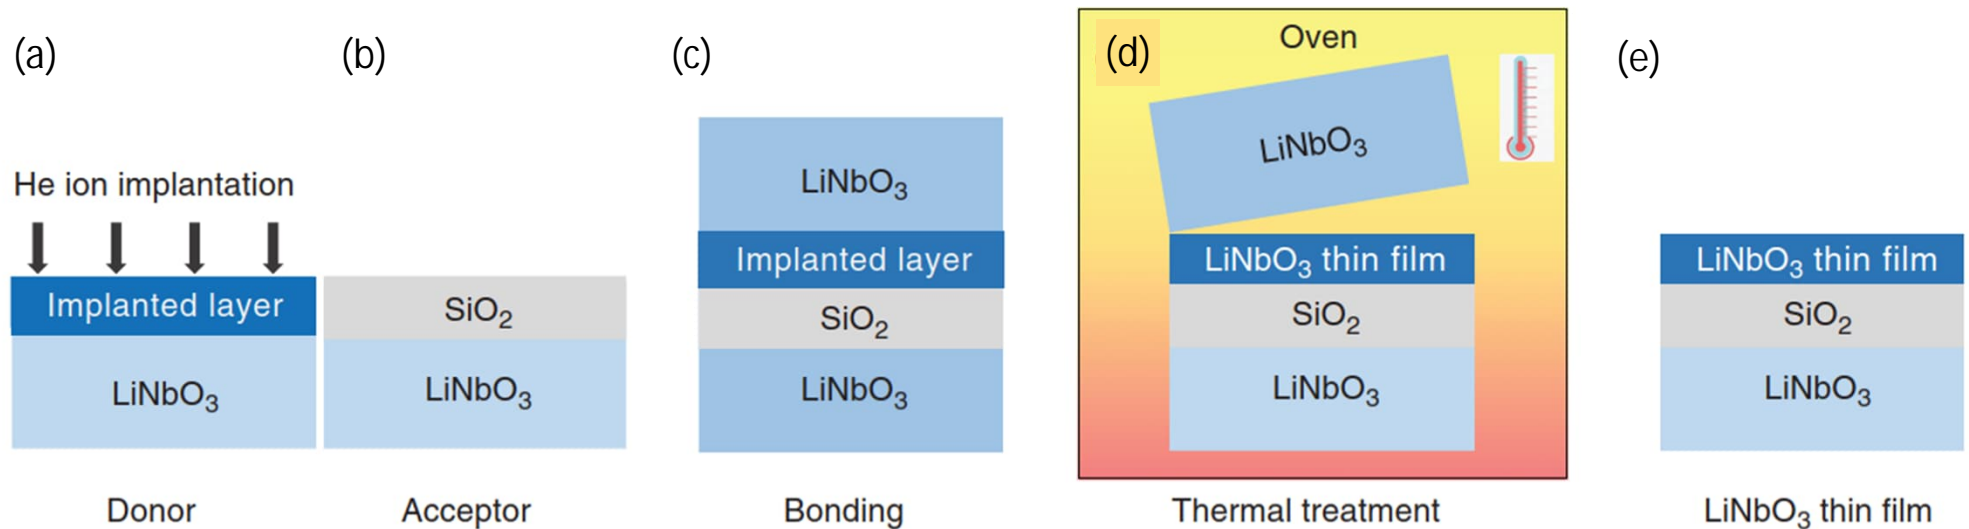 (a)
He ion implantation
Implanted layer
LiNbO₃
Donor
(b)
SiO₂
LiNbO₃
Acceptor
(c)
LiNbO₃
Implanted layer
SiO₂
LiNbO₃
Bonding
(d)
Oven
LiNbO₃
LiNbO₃ thin film
SiO₂
LiNbO₃
Thermal treatment
(e)
LiNbO₃ thin film
SiO₂
LiNbO₃
LiNbO₃ thin film